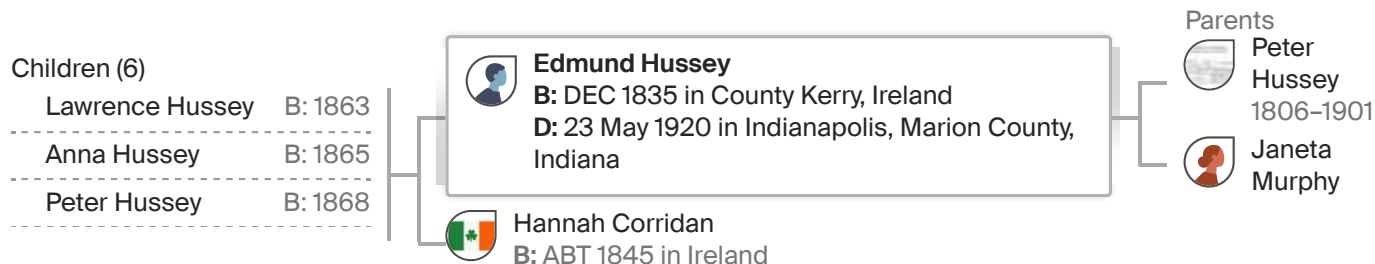 Children (6)
Lawrence Hussey B: 1863
Anna Hussey B: 1865
Peter Hussey B: 1868
Edmund Hussey
B: DEC 1835 in County Kerry, Ireland
D: 23 May 1920 in Indianapolis, Marion County,
Indiana
Hannah Corridan
B: ABT 1845 in Ireland
Parents
Peter
Hussey
1806–1901
Janeta
Murphy